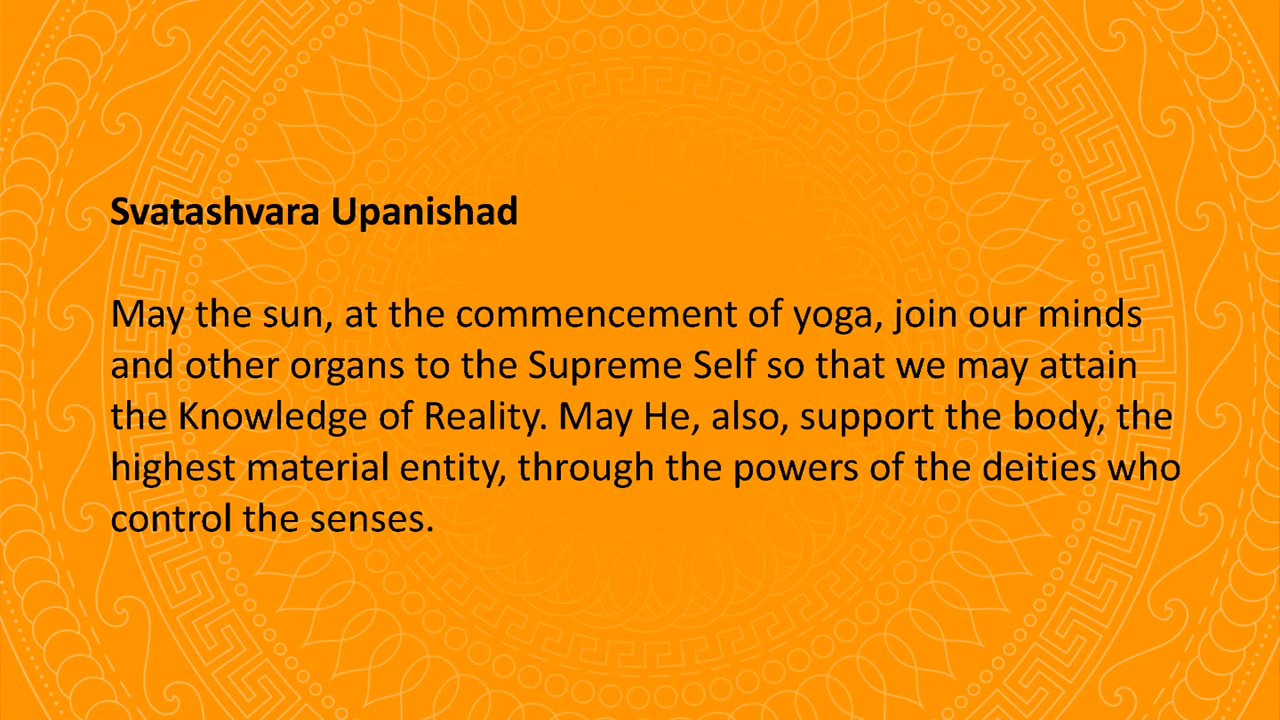 Svatashvara Upanishad
May the sun, at the commencement of yoga, join our minds
and other organs to the Supreme Self so that we may attain
the Knowledge of Reality. May He, also, support the body, the
highest material entity, through the powers of the deities who
control the senses.